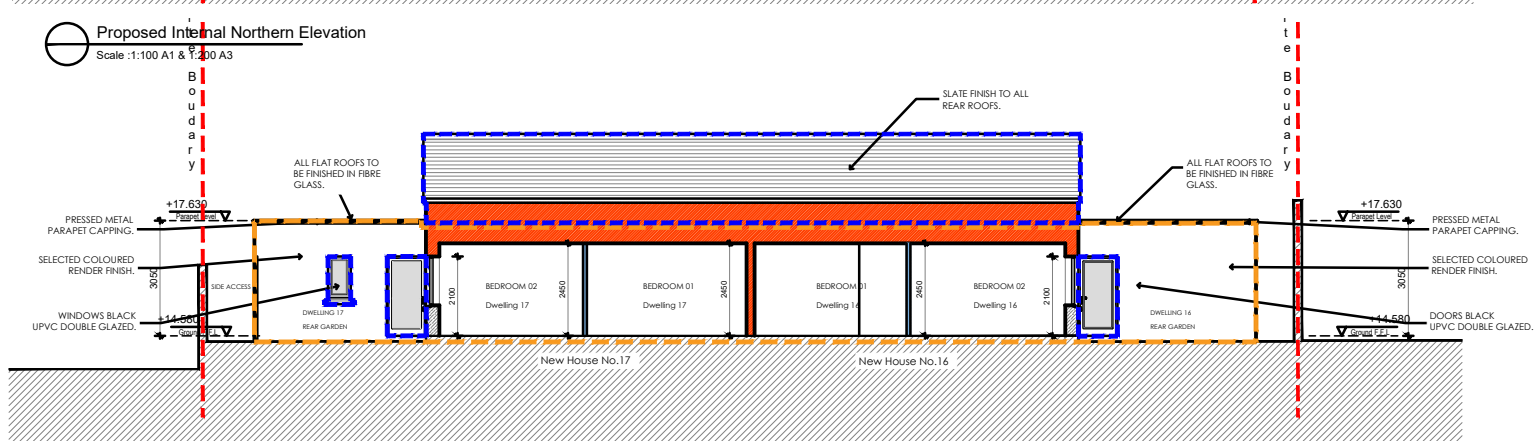 Proposed Internal Northern Elevation
Scale :1:100 A1 & 1:200 A3
te Boudary
te Boudary
SLATE FINISH TO ALL
REAR ROOFS.
ALL FLAT ROOFS TO
BE FINISHED IN FIBRE
GLASS.
ALL FLAT ROOFS TO
BE FINISHED IN FIBRE
GLASS.
+17.630
Parapet Level
+17.630
Parapet Level
PRESSED METAL
PARAPET CAPPING.
PRESSED METAL
PARAPET CAPPING.
SELECTED COLOURED
RENDER FINISH.
SELECTED COLOURED
RENDER FINISH.
3050
3050
SIDE ACCESS
2100
BEDROOM 02
Dwelling 17
2450
BEDROOM 01
Dwelling 17
2450
BEDROOM 01
Dwelling 16
2450
BEDROOM 02
Dwelling 16
2100
WINDOWS BLACK
UPVC DOUBLE GLAZED.
DWELLING 17
REAR GARDEN
DWELLING 16
REAR GARDEN
DOORS BLACK
UPVC DOUBLE GLAZED.
+14.580
Ground F.F.L
+14.580
Ground F.F.L
New House No.17
New House No.16